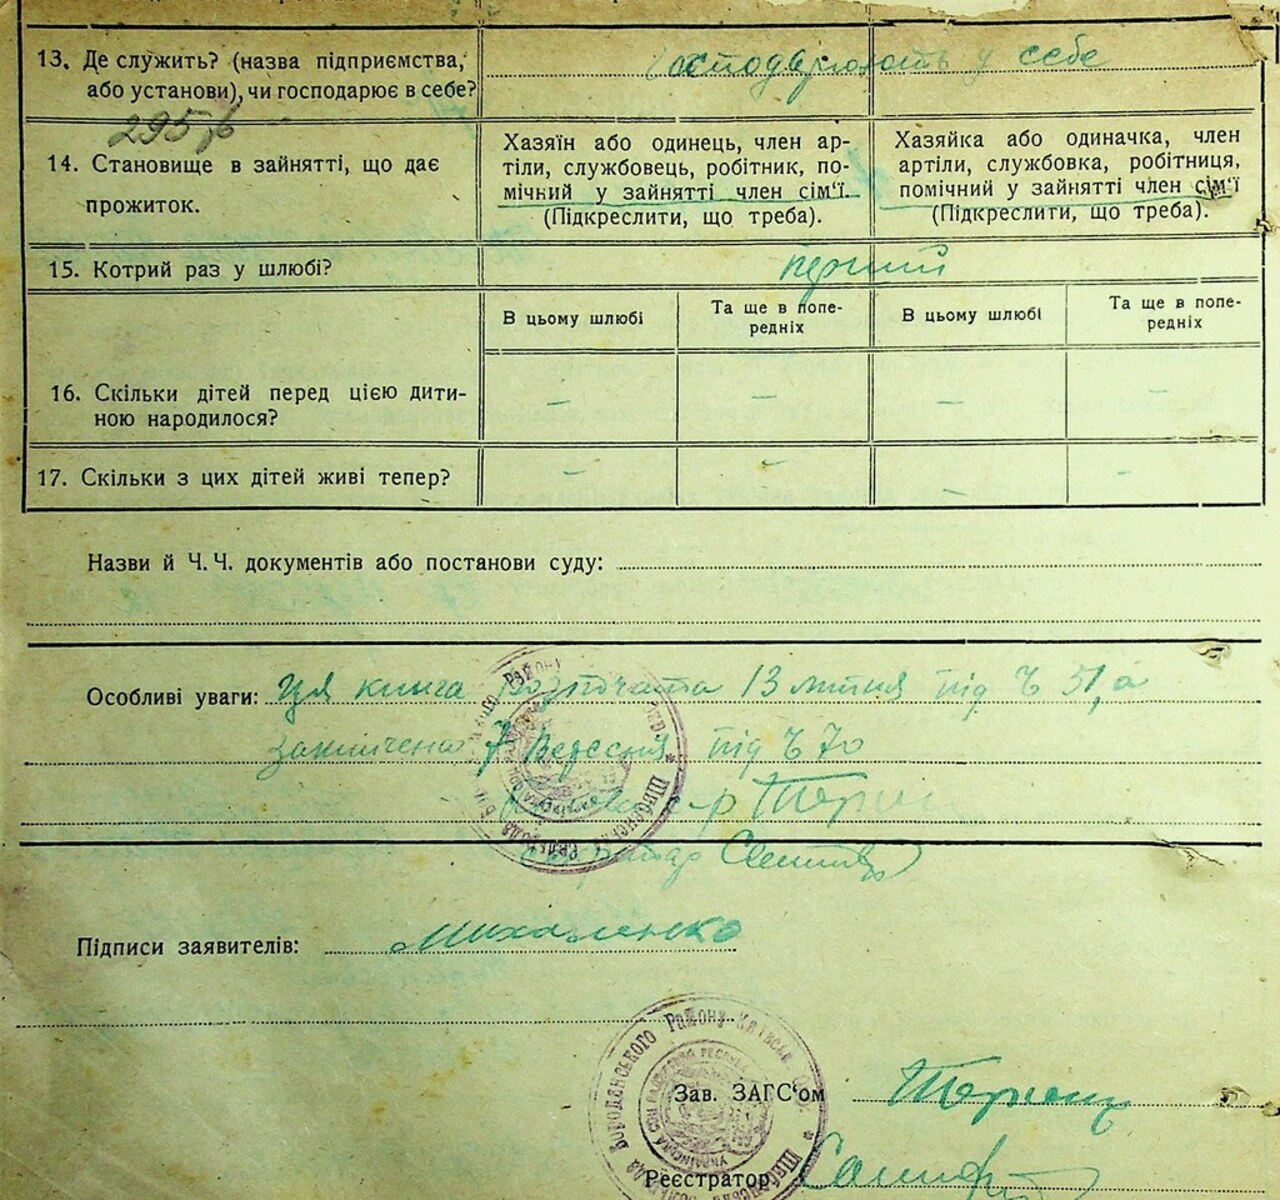 13. Де служить? (назва підприємства, або установи), чи господарює в себе?
Господарюють у себе
295
14. Становище в зайнятті, що дає прожиток.
Хазяїн або одинець, член ар-
тіли, службовець, робітник, по-
мічний у зайнятті член сім'ї.
(Підкреслити, що треба).
Хазяйка або одиначка, член
артіли, службовка, робітниця,
помічний у зайнятті член сім'ї
(Підкреслити, що треба).
15. Котрий раз у шлюбі?
перший
В цьому шлюбі
Та ще в попе-
редніх
В цьому шлюбі
Та ще в попе-
редніх
16. Скільки дітей перед цією дити-
ною народилося?
– – – –
17. Скільки з цих дітей живі тепер?
– – – –
Назви й Ч. Ч. документів або постанови суду:
Особливі уваги: Ця книга розпочата 13 липня під Ч 51, а
закінчена 7 Вересня під Ч 70
Підписи заявителів: Михаленко
Бородянського Району
Зав. ЗАГС'ом
Реєстратор